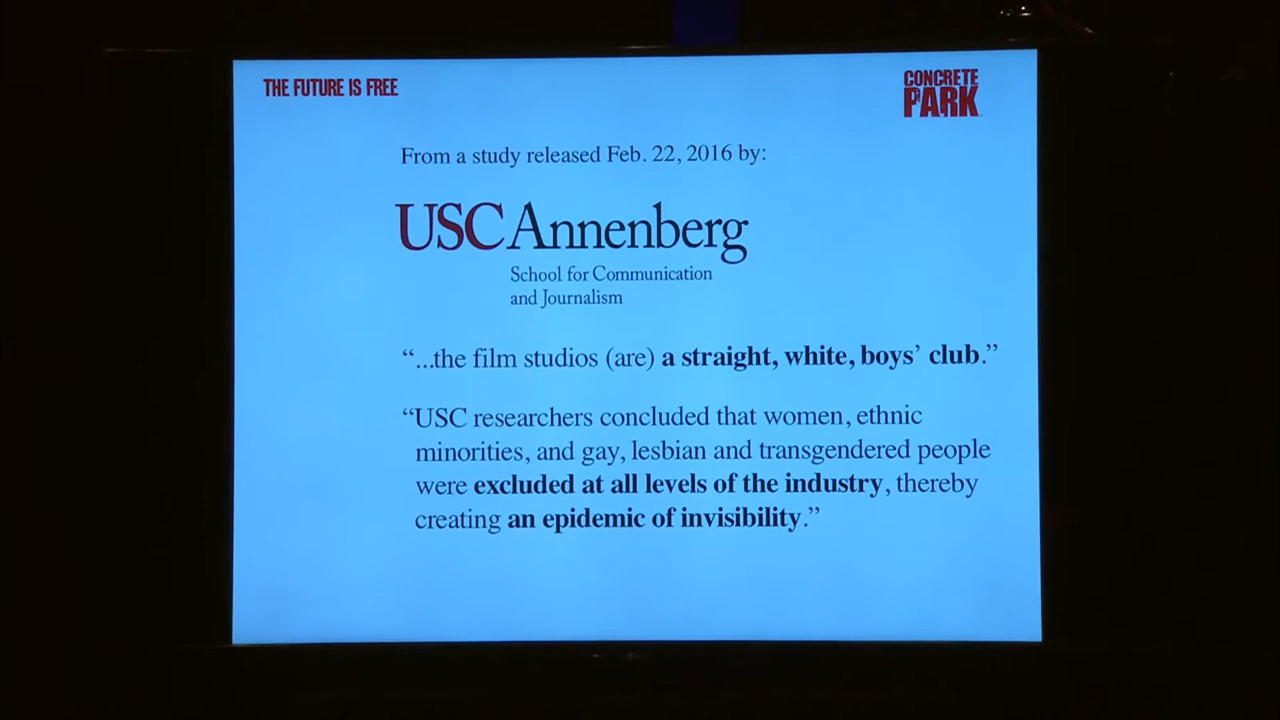 THE FUTURE IS FREE
CONCRETE
PARK
From a study released Feb. 22, 2016 by:
USC Annenberg
School for Communication
and Journalism
“...the film studios (are) a straight, white, boys’ club.”
“USC researchers concluded that women, ethnic
minorities, and gay, lesbian and transgendered people
were excluded at all levels of the industry, thereby
creating an epidemic of invisibility.”